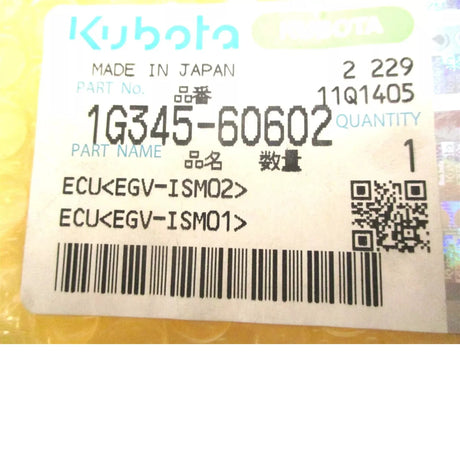 Kubota KUBOTA
MADE IN JAPAN 2 229
PART No. 品番 11Q1405
1G345-60602 QUANTITY
PART NAME 品名 数量 1
ECU<EGV-ISM02>
ECU<EGV-ISM01>